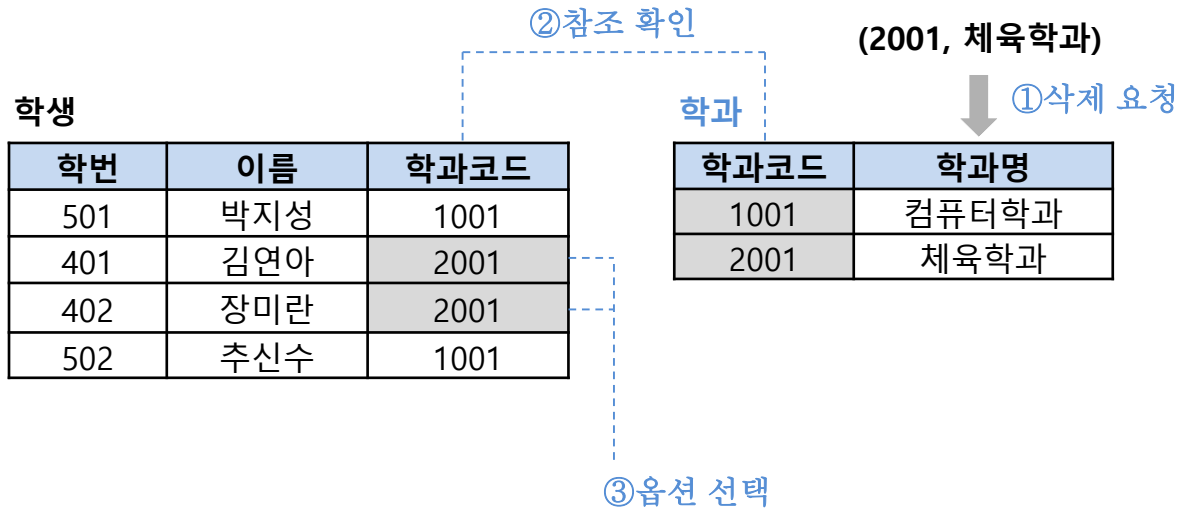 ②참조 확인
(2001, 체육학과)
①삭제 요청
학생
학번 이름 학과코드
501 박지성 1001
401 김연아 2001
402 장미란 2001
502 추신수 1001
학과
학과코드 학과명
1001 컴퓨터학과
2001 체육학과
③옵션 선택